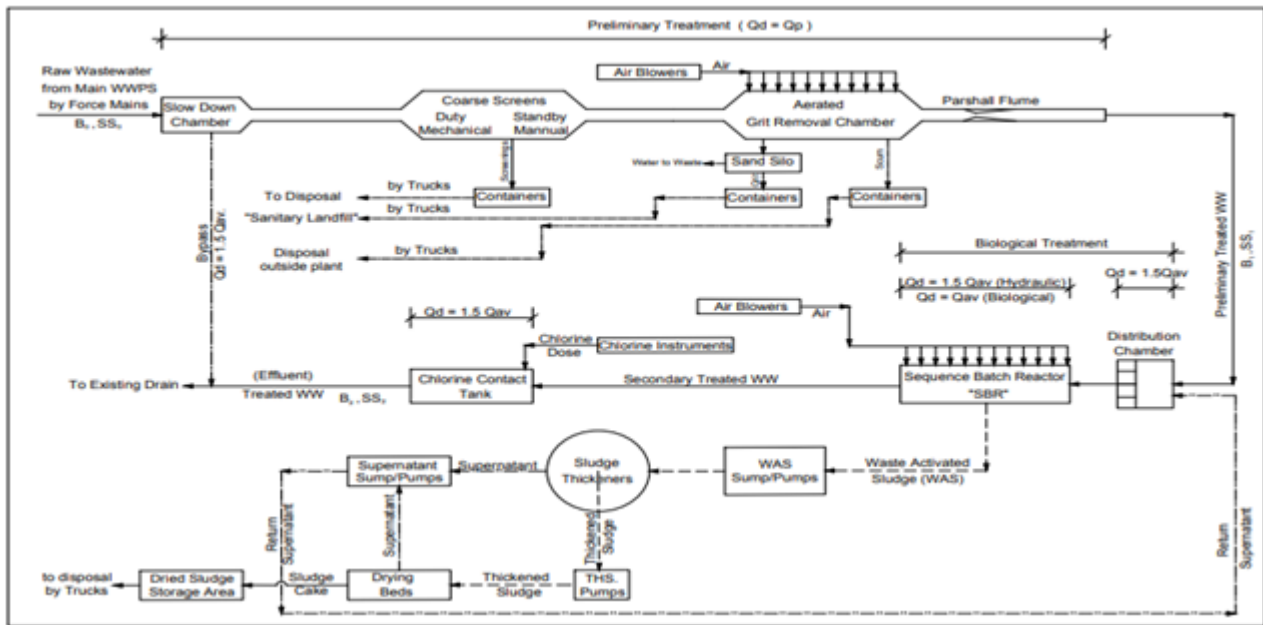 Preliminary Treatment ( Qd = Qp )
Raw Wastewater
from Main WWPS
by Force Mains
Slow Down
Chamber
Coarse Screens
Duty
Mechanical
Standby
Mannual
Air Blowers
Air
Aerated
Grit Removal Chamber
Parshall Flume
Screenings
Water to Waste
Sand Silo
Scum
Containers
Containers
Containers
To Disposal
by Trucks
"Sanitary Landfill"
by Trucks
Disposal
outside plant
by Trucks
Bypass
Qd = 1.5 Qav.
Preliminary Treated WW
Biological Treatment
Qd = 1.5 Qav (Hydraulic)
Qd = Qav (Biological)
Qd = 1.5Qav
Qd = 1.5 Qav
Air Blowers
Air
Distribution
Chamber
Chlorine
Dose
Chlorine Instruments
To Existing Drain
(Effluent)
Treated WW
Chlorine Contact
Tank
Secondary Treated WW
Sequence Batch Reactor
"SBR"
Supernatant
Sump/Pumps
Supernatant
Sludge
Thickeners
WAS
Sump/Pumps
Waste Activated
Sludge (WAS)
Return
Supernatant
Supernatant
Thickened
Sludge
Return
Supernatant
to disposal
by Trucks
Dried Sludge
Storage Area
Sludge
Cake
Drying
Beds
Thickened
Sludge
THS.
Pumps